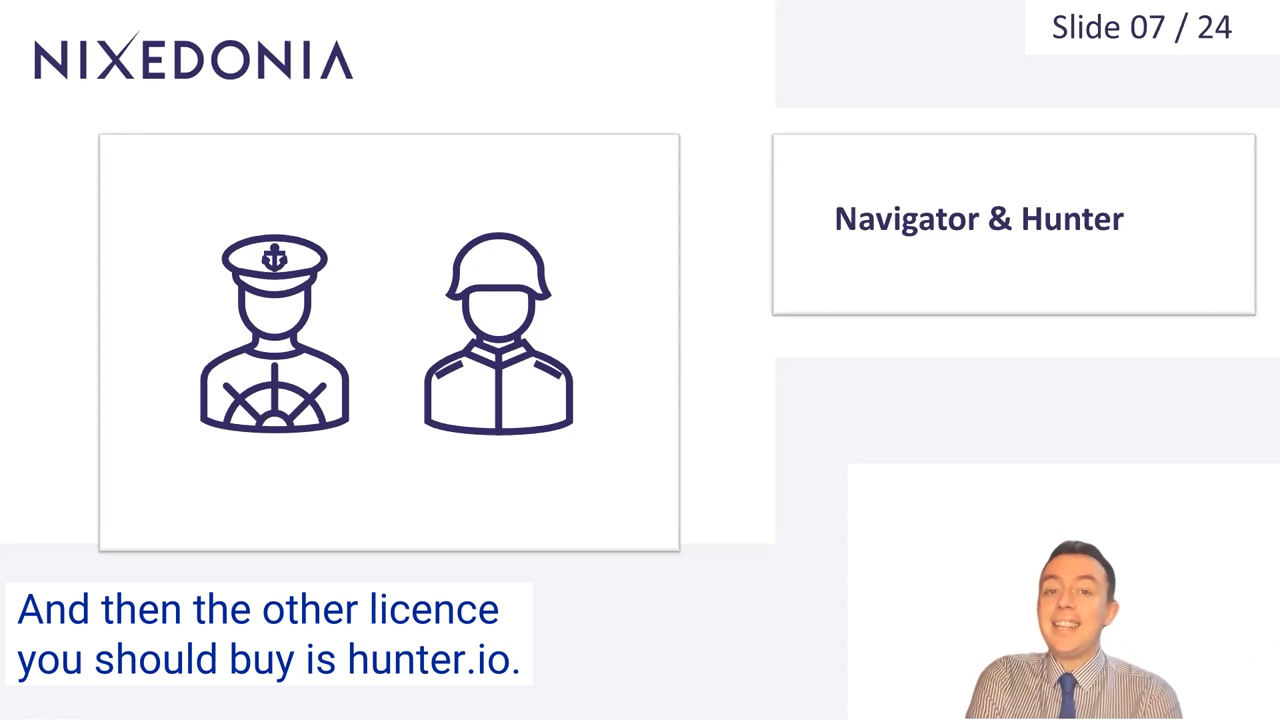 NIXEDONIA
Slide 07 / 24
Navigator & Hunter
And then the other licence
you should buy is hunter.io.